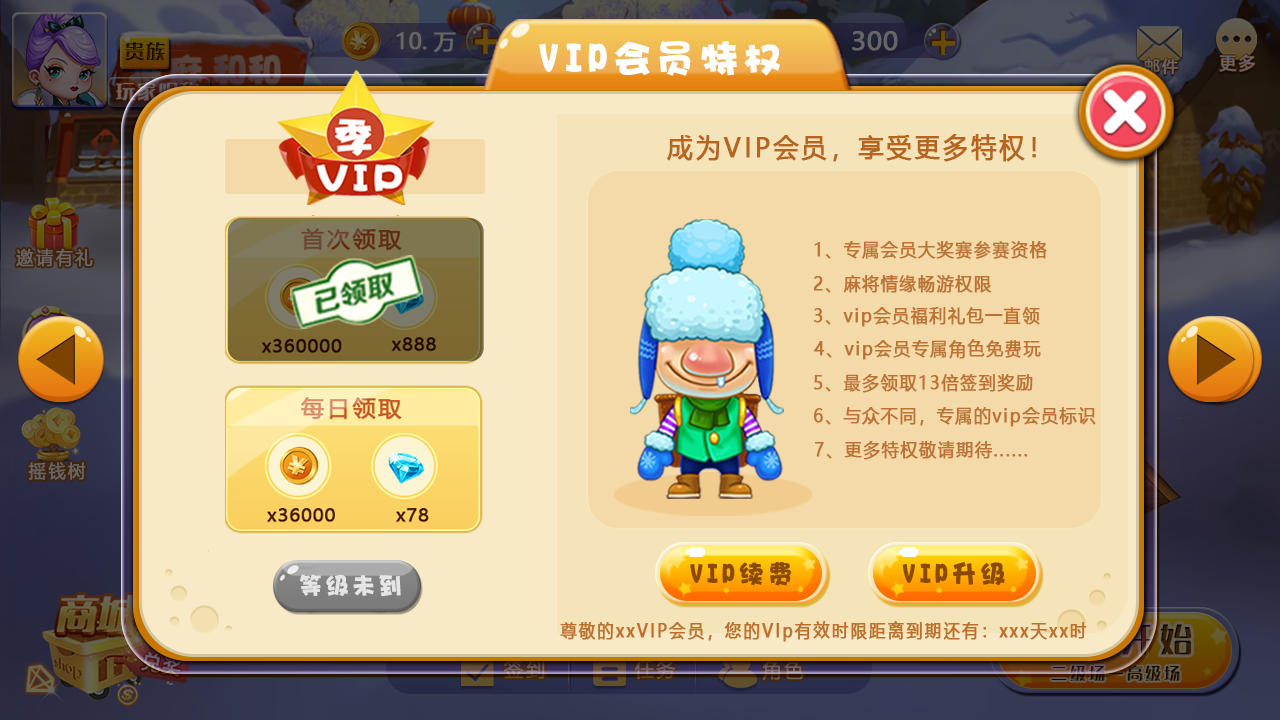 贵族
10.万
300
邮件
更多
VIP会员特权
季
VIP
首次领取
已领取
x360000
x888
每日领取
x36000
x78
等级未到
成为VIP会员，享受更多特权！
1、专属会员大奖赛参赛资格
2、麻将情缘畅游权限
3、vip会员福利礼包一直领
4、vip会员专属角色免费玩
5、最多领取13倍签到奖励
6、与众不同，专属的vip会员标识
7、更多特权敬请期待......
VIP续费
VIP升级
尊敬的xxVIP会员，您的VIp有效时限距离到期还有：xxx天xx时
邀请有礼
摇钱树
商城
shop
兑奖
签到
任务
角色
开始
二级场—高级场